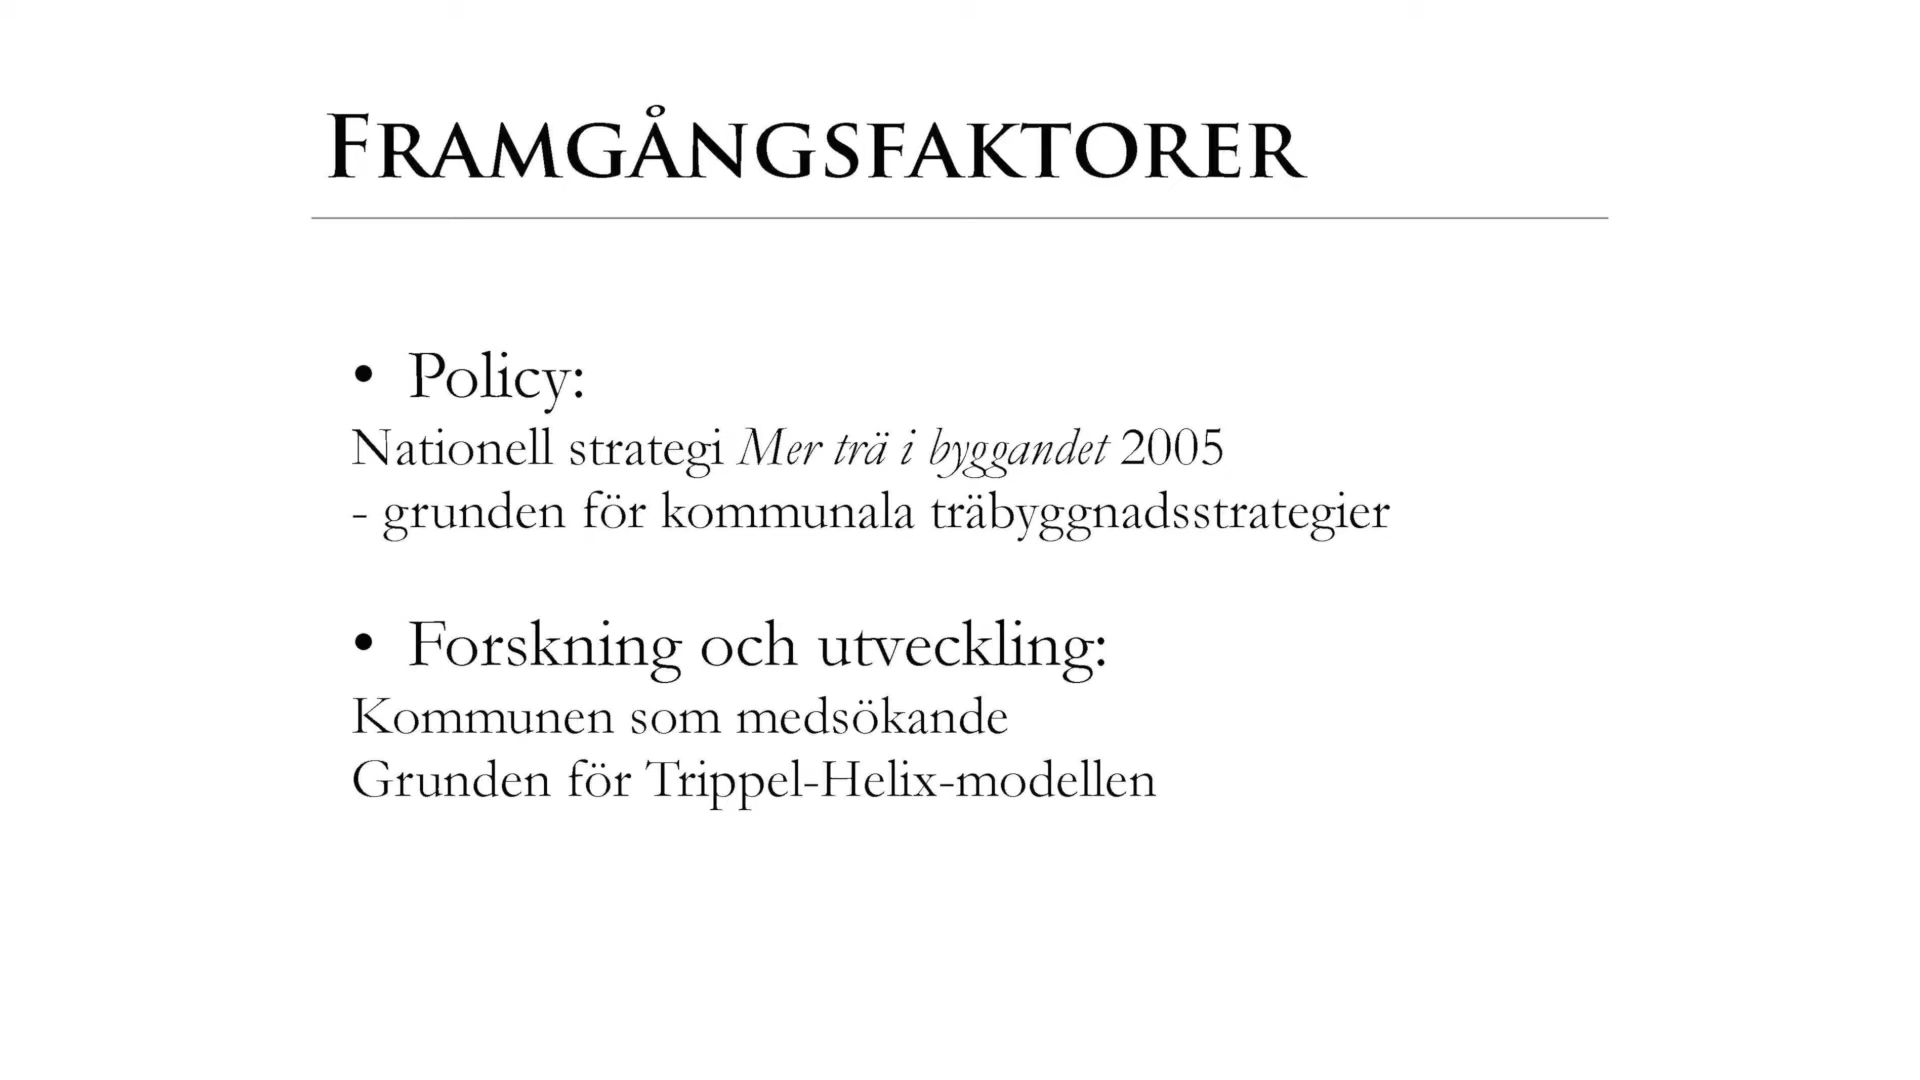 FRAMGÅNGSFAKTORER
• Policy:
Nationell strategi Mer trä i byggandet 2005
- grunden för kommunala träbyggnadsstrategier
• Forskning och utveckling:
Kommunen som medsökande
Grunden för Trippel-Helix-modellen